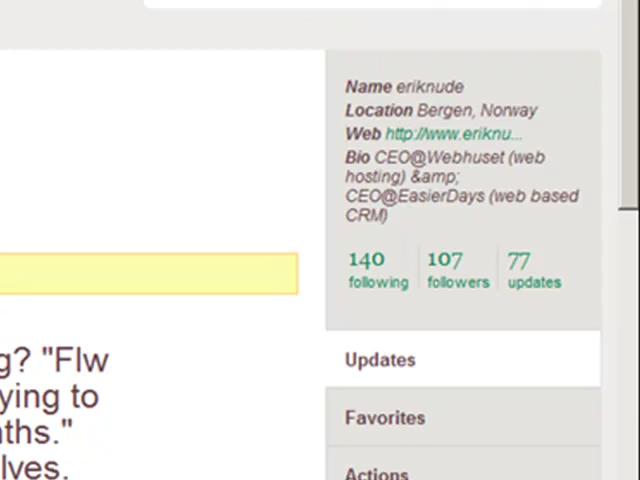 Name eriknude
Location Bergen, Norway
Web http://www.eriknu...
Bio CEO@Webhuset (web
hosting) &amp;
CEO@EasierDays (web based
CRM)
140 107 77
following followers updates
g? "Flw
ying to
ths."
lves.
Updates
Favorites
Actions